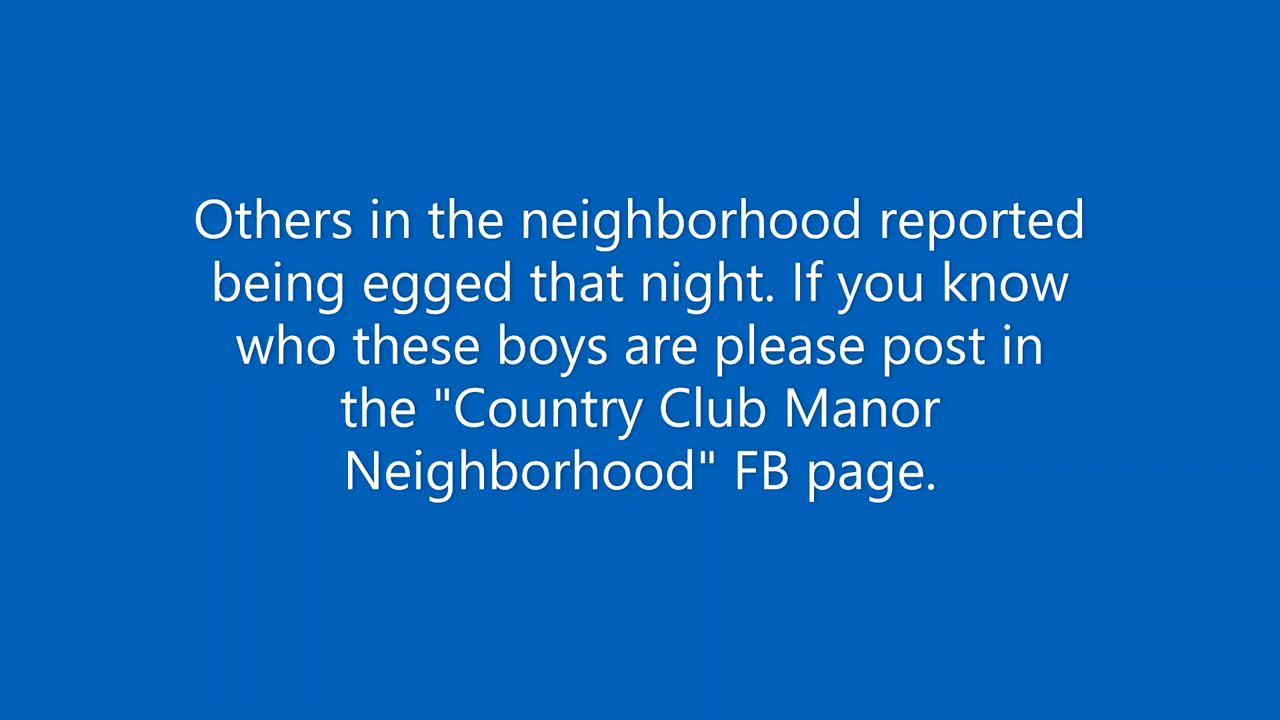 Others in the neighborhood reported
being egged that night. If you know
who these boys are please post in
the "Country Club Manor
Neighborhood" FB page.